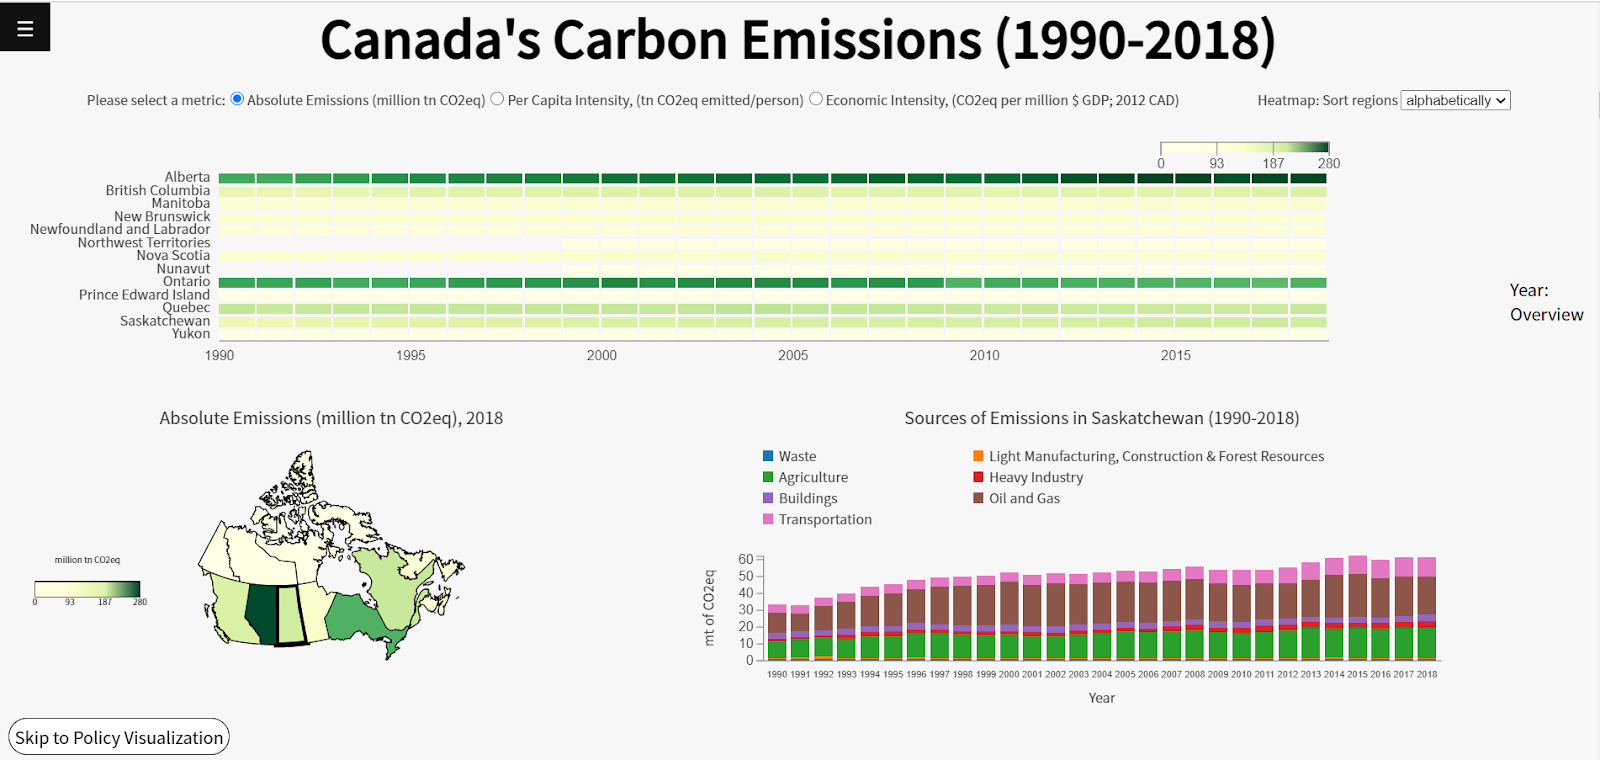 ☰
Canada's Carbon Emissions (1990-2018)
Please select a metric: Absolute Emissions (million tn CO2eq) Per Capita Intensity, (tn CO2eq emitted/person) Economic Intensity, (CO2eq per million $ GDP; 2012 CAD) Heatmap: Sort regions alphabetically
0 93 187 280
Alberta
British Columbia
Manitoba
New Brunswick
Newfoundland and Labrador
Northwest Territories
Nova Scotia
Nunavut
Ontario
Prince Edward Island
Quebec
Saskatchewan
Yukon
1990 1995 2000 2005 2010 2015
Year:
Overview
Absolute Emissions (million tn CO2eq), 2018
million tn CO2eq
0 93 187 280
Sources of Emissions in Saskatchewan (1990-2018)
Waste Light Manufacturing, Construction & Forest Resources
Agriculture Heavy Industry
Buildings Oil and Gas
Transportation
60
50
40
30
20
10
0
mt of CO2eq
1990 1991 1992 1993 1994 1995 1996 1997 1998 1999 2000 2001 2002 2003 2004 2005 2006 2007 2008 2009 2010 2011 2012 2013 2014 2015 2016 2017 2018
Year
Skip to Policy Visualization